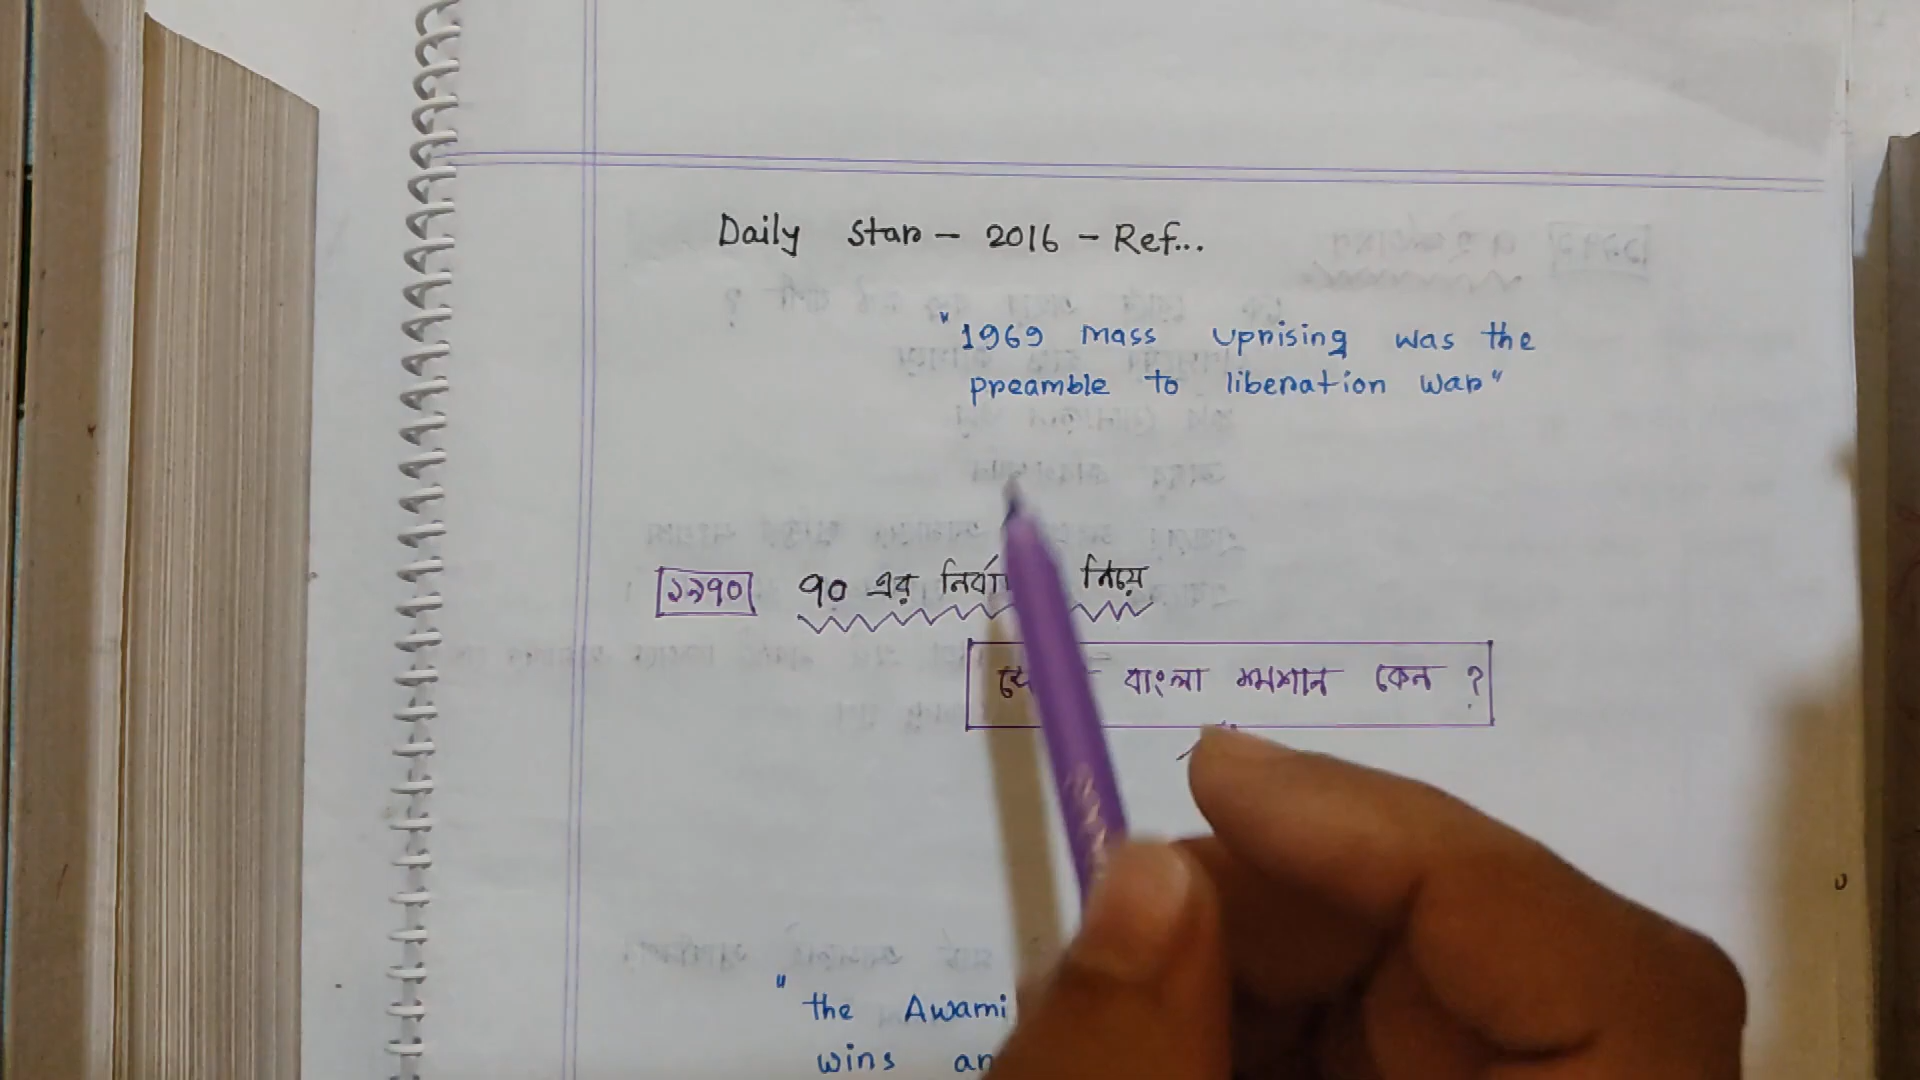 Daily Star - 2016 - Ref...
"1969 mass uprising was the
preamble to liberation war"
১৯৭০ ৭০ এর নিয়ে
বাংলা শ্মশান কেন ?
"the Awami
wins